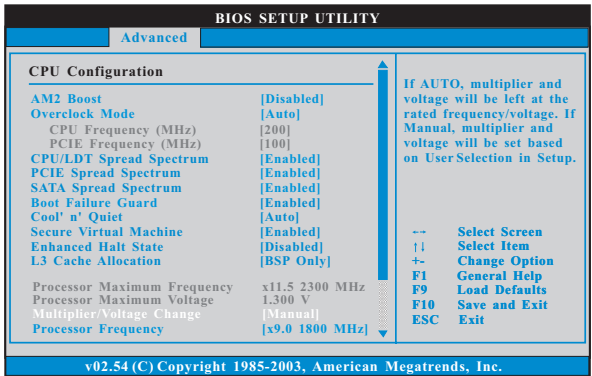 BIOS SETUP UTILITY
Advanced
CPU Configuration
AM2 Boost [Disabled]
Overclock Mode [Auto]
CPU Frequency (MHz) [200]
PCIE Frequency (MHz) [100]
CPU/LDT Spread Spectrum [Enabled]
PCIE Spread Spectrum [Enabled]
SATA Spread Spectrum [Enabled]
Boot Failure Guard [Enabled]
Cool' n' Quiet [Auto]
Secure Virtual Machine [Enabled]
Enhanced Halt State [Disabled]
L3 Cache Allocation [BSP Only]
Processor Maximum Frequency x11.5 2300 MHz
Processor Maximum Voltage 1.300 V
Multiplier/Voltage Change [Manual]
Processor Frequency [x9.0 1800 MHz]
If AUTO, multiplier and
voltage will be left at the
rated frequency/voltage. If
Manual, multiplier and
voltage will be set based
on User Selection in Setup.
←→ Select Screen
↑↓ Select Item
+- Change Option
F1 General Help
F9 Load Defaults
F10 Save and Exit
ESC Exit
v02.54 (C) Copyright 1985-2003, American Megatrends, Inc.